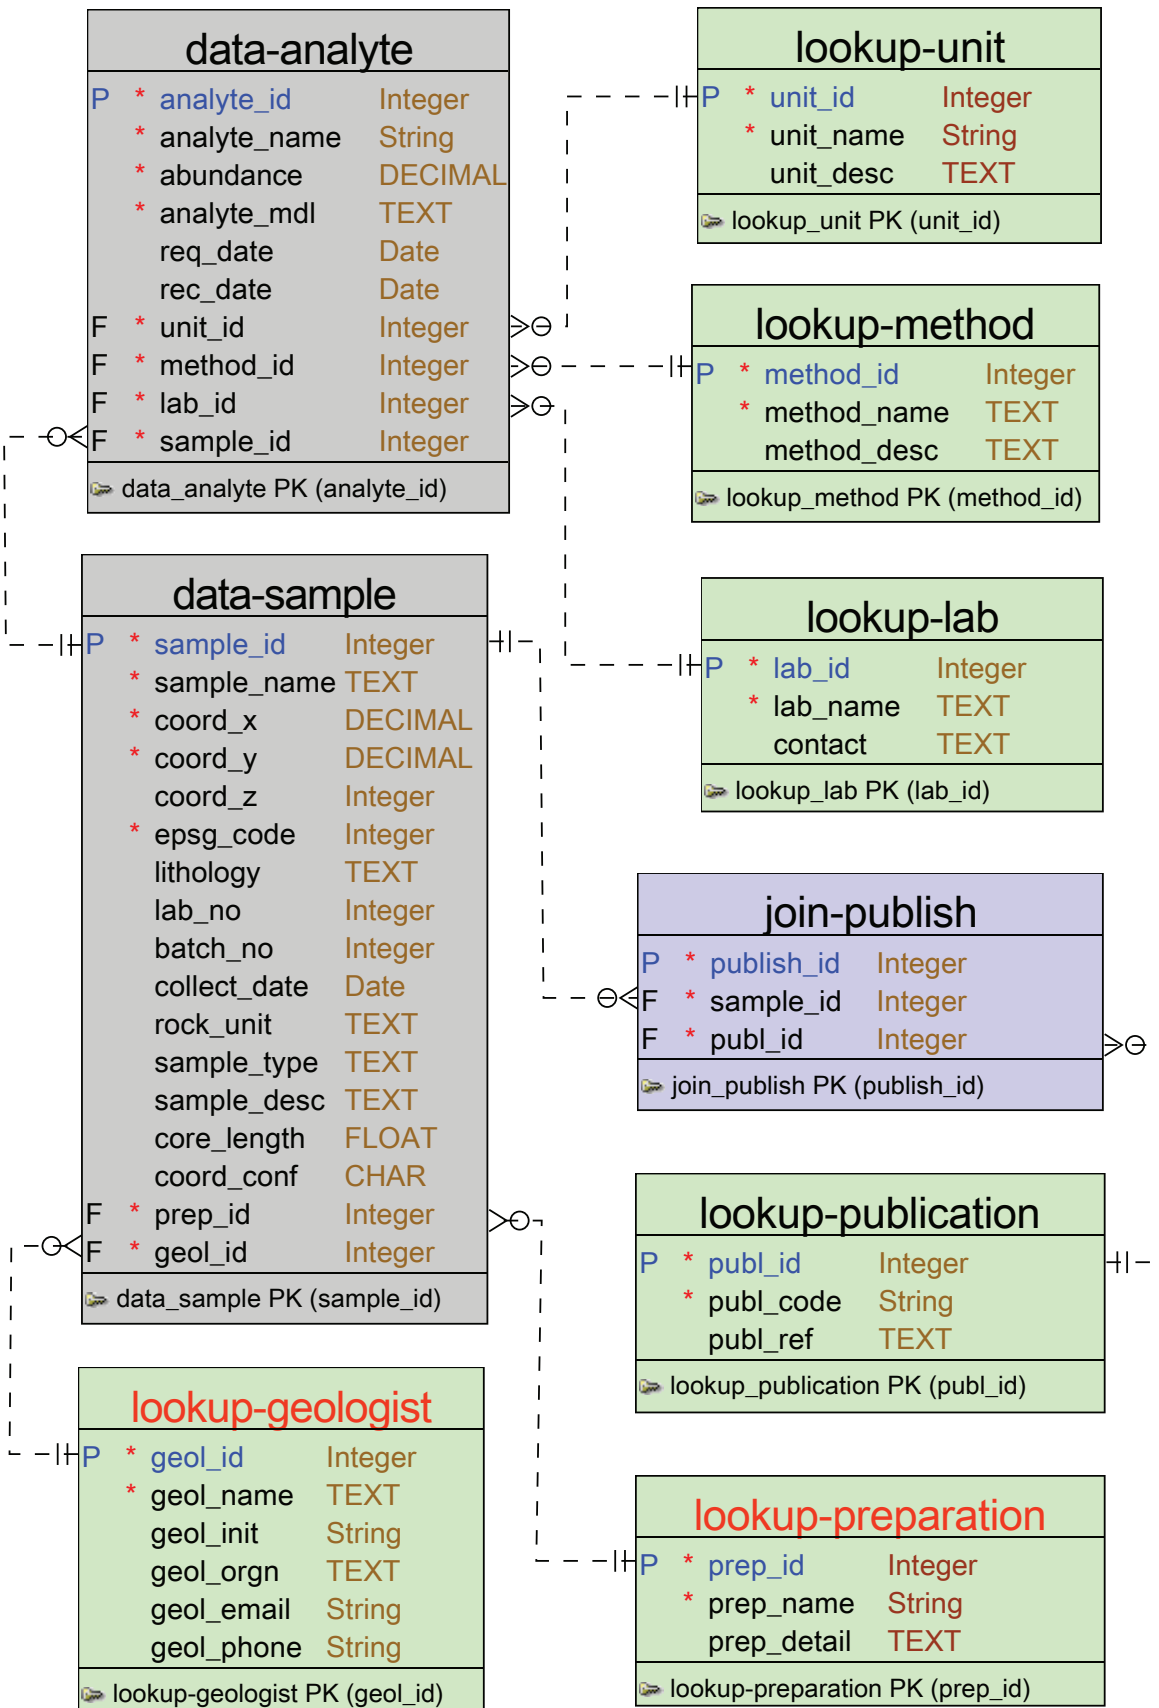 data-analyte
P * analyte_id Integer
* analyte_name String
* abundance DECIMAL
* analyte_mdl TEXT
req_date Date
rec_date Date
F * unit_id Integer
F * method_id Integer
F * lab_id Integer
F * sample_id Integer
data_analyte PK (analyte_id)
lookup-unit
P * unit_id Integer
* unit_name String
unit_desc TEXT
lookup_unit PK (unit_id)
lookup-method
P * method_id Integer
* method_name TEXT
method_desc TEXT
lookup_method PK (method_id)
data-sample
P * sample_id Integer
* sample_name TEXT
* coord_x DECIMAL
* coord_y DECIMAL
coord_z Integer
* epsg_code Integer
lithology TEXT
lab_no Integer
batch_no Integer
collect_date Date
rock_unit TEXT
sample_type TEXT
sample_desc TEXT
core_length FLOAT
coord_conf CHAR
F * prep_id Integer
F * geol_id Integer
data_sample PK (sample_id)
lookup-lab
P * lab_id Integer
* lab_name TEXT
contact TEXT
lookup_lab PK (lab_id)
join-publish
P * publish_id Integer
F * sample_id Integer
F * publ_id Integer
join_publish PK (publish_id)
lookup-publication
P * publ_id Integer
* publ_code String
publ_ref TEXT
lookup_publication PK (publ_id)
lookup-geologist
P * geol_id Integer
* geol_name TEXT
geol_init String
geol_orgn TEXT
geol_email String
geol_phone String
lookup-geologist PK (geol_id)
lookup-preparation
P * prep_id Integer
* prep_name String
prep_detail TEXT
lookup-preparation PK (prep_id)